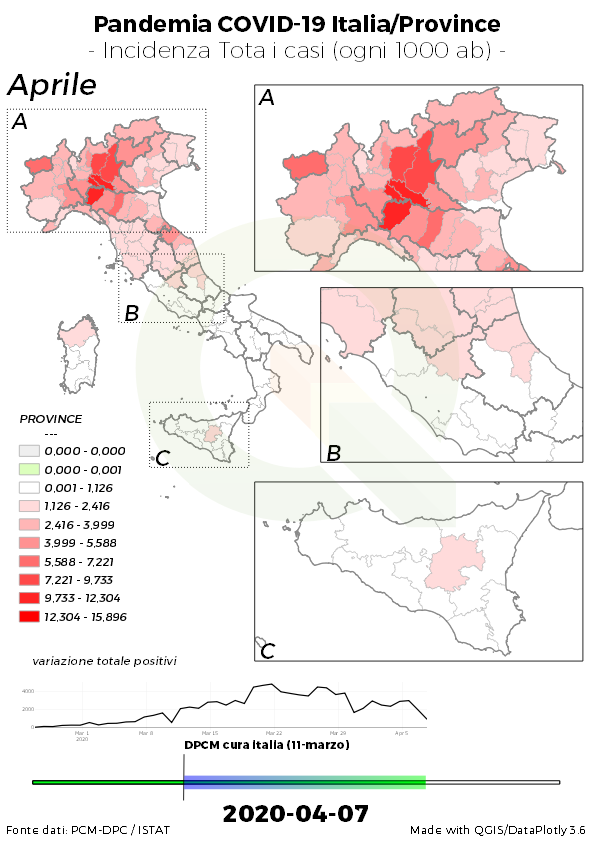 Pandemia COVID-19 Italia/Province
- Incidenza Tota i casi (ogni 1000 ab) -
Aprile
A
A
B
B
C
C
PROVINCE
---
0,000 - 0,000
0,000 - 0,001
0,001 - 1,126
1,126 - 2,416
2,416 - 3,999
3,999 - 5,588
5,588 - 7,221
7,221 - 9,733
9,733 - 12,304
12,304 - 15,896
variazione totale positivi
4000
2000
0
Mar 1
2020
Mar 8
Mar 15
Mar 22
Mar 29
Apr 5
DPCM cura italia (11-marzo)
2020-04-07
Fonte dati: PCM-DPC / ISTAT
Made with QGIS/DataPlotly 3.6